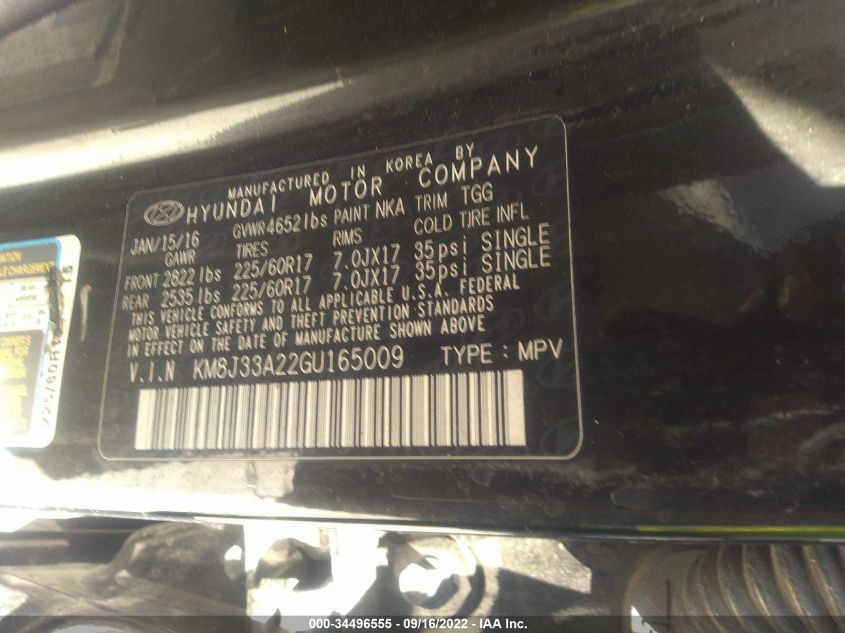 MANUFACTURED IN KOREA BY
HYUNDAI MOTOR COMPANY
JAN/15/16 GVWR 4652lbs PAINT NKA TRIM TGG
GAWR TIRES RIMS COLD TIRE INFL
FRONT 2822 lbs 225/60R17 7.0JX17 35psi SINGLE
REAR 2535 lbs 225/60R17 7.0JX17 35psi SINGLE
THIS VEHICLE CONFORMS TO ALL APPLICABLE U.S.A. FEDERAL
MOTOR VEHICLE SAFETY AND THEFT PREVENTION STANDARDS
IN EFFECT ON THE DATE OF MANUFACTURE SHOWN ABOVE
V.I.N KM8J33A22GU165009 TYPE : MPV
000-34496555 - 09/16/2022 - IAA Inc.